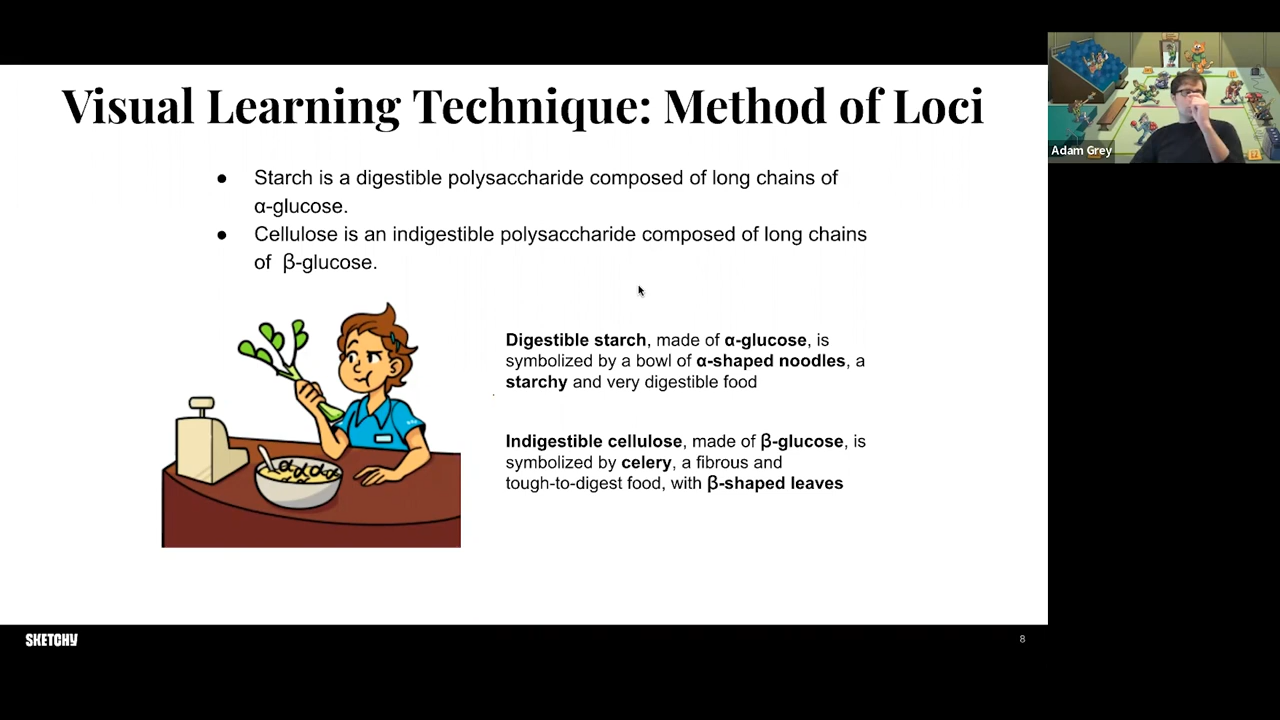 Visual Learning Technique: Method of Loci
● Starch is a digestible polysaccharide composed of long chains of
α-glucose.
● Cellulose is an indigestible polysaccharide composed of long chains
of β-glucose.
Digestible starch, made of α-glucose, is
symbolized by a bowl of α-shaped noodles, a
starchy and very digestible food
Indigestible cellulose, made of β-glucose, is
symbolized by celery, a fibrous and
tough-to-digest food, with β-shaped leaves
SKETCHY
8
Adam Grey